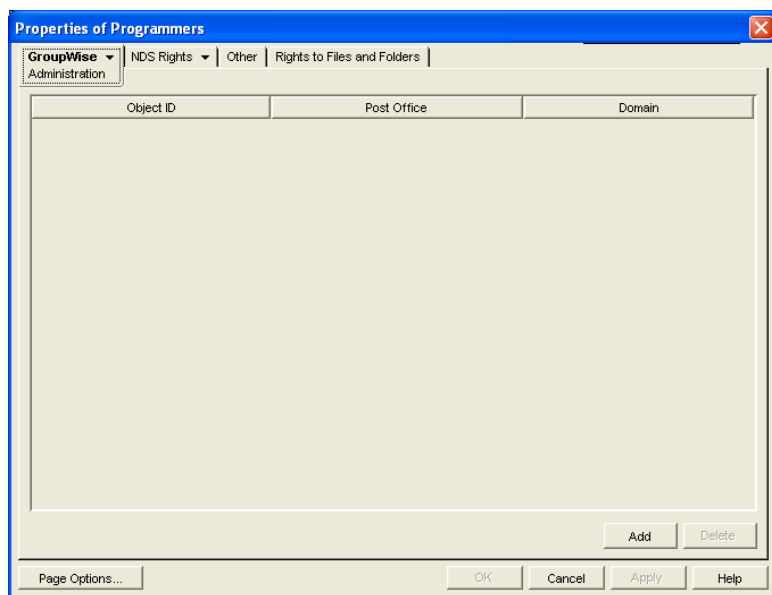 Properties of Programmers
GroupWise NDS Rights Other Rights to Files and Folders
Administration
Object ID Post Office Domain
Add Delete
Page Options... OK Cancel Apply Help